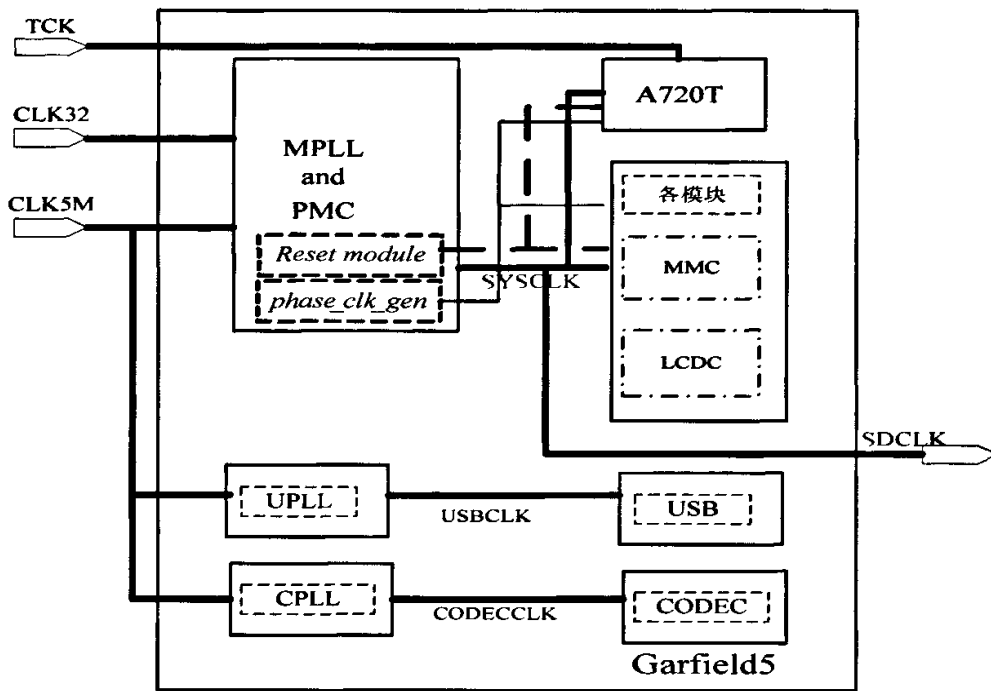 TCK
A720T
CLK32
MPLL
and
PMC
CLK5M
各模块
Reset module
MMC
SYSCLK
phase_clk_gen
LCDC
SDCLK
UPLL
USBCLK
USB
CPLL
CODECCLK
CODEC
Garfield5